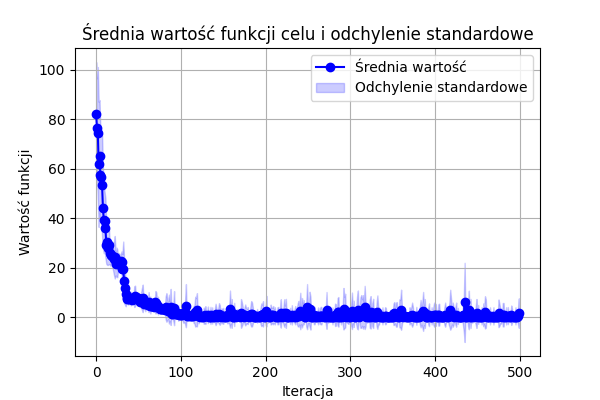 Średnia wartość funkcji celu i odchylenie standardowe
Średnia wartość
Odchylenie standardowe
Wartość funkcji
100
80
60
40
20
0
0 100 200 300 400 500
Iteracja